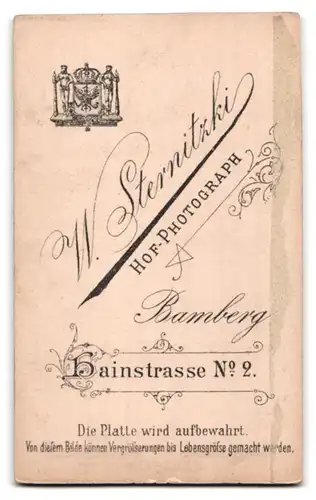 W. Sternitzki
HOF-PHOTOGRAPH
Bamberg
Hainstrasse No 2.
Die Platte wird aufbewahrt.
Von diesem Bilde können Vergrößerungen bis Lebensgröße gemacht werden.